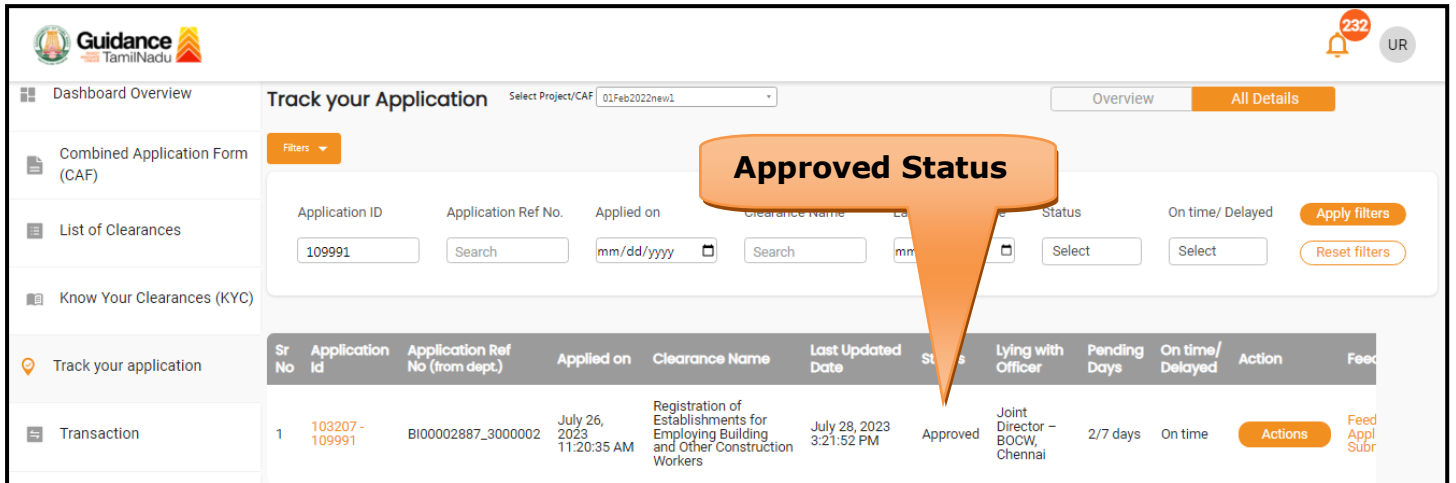 Guidance
TamilNadu
232
UR
Dashboard Overview
Combined Application Form
(CAF)
List of Clearances
Know Your Clearances (KYC)
Track your application
Transaction
Track your Application
Select Project/CAF
01Feb2022new1
Overview
All Details
Filters
Approved Status
Application ID
Application Ref No.
Applied on
Clearance Name
Status
On time/ Delayed
Apply filters
109991
Search
mm/dd/yyyy
Search
Select
Select
Reset filters
Sr
No
Application
Id
Application Ref
No (from dept.)
Applied on
Clearance Name
Last Updated
Date
Lying with
Officer
Pending
Days
On time/
Delayed
Action
1
103207 -
109991
BI00002887_3000002
July 26,
2023
11:20:35 AM
Registration of
Establishments for
Employing Building
and Other Construction
Workers
July 28, 2023
3:21:52 PM
Approved
Joint
Director –
BOCW,
Chennai
2/7 days
On time
Actions